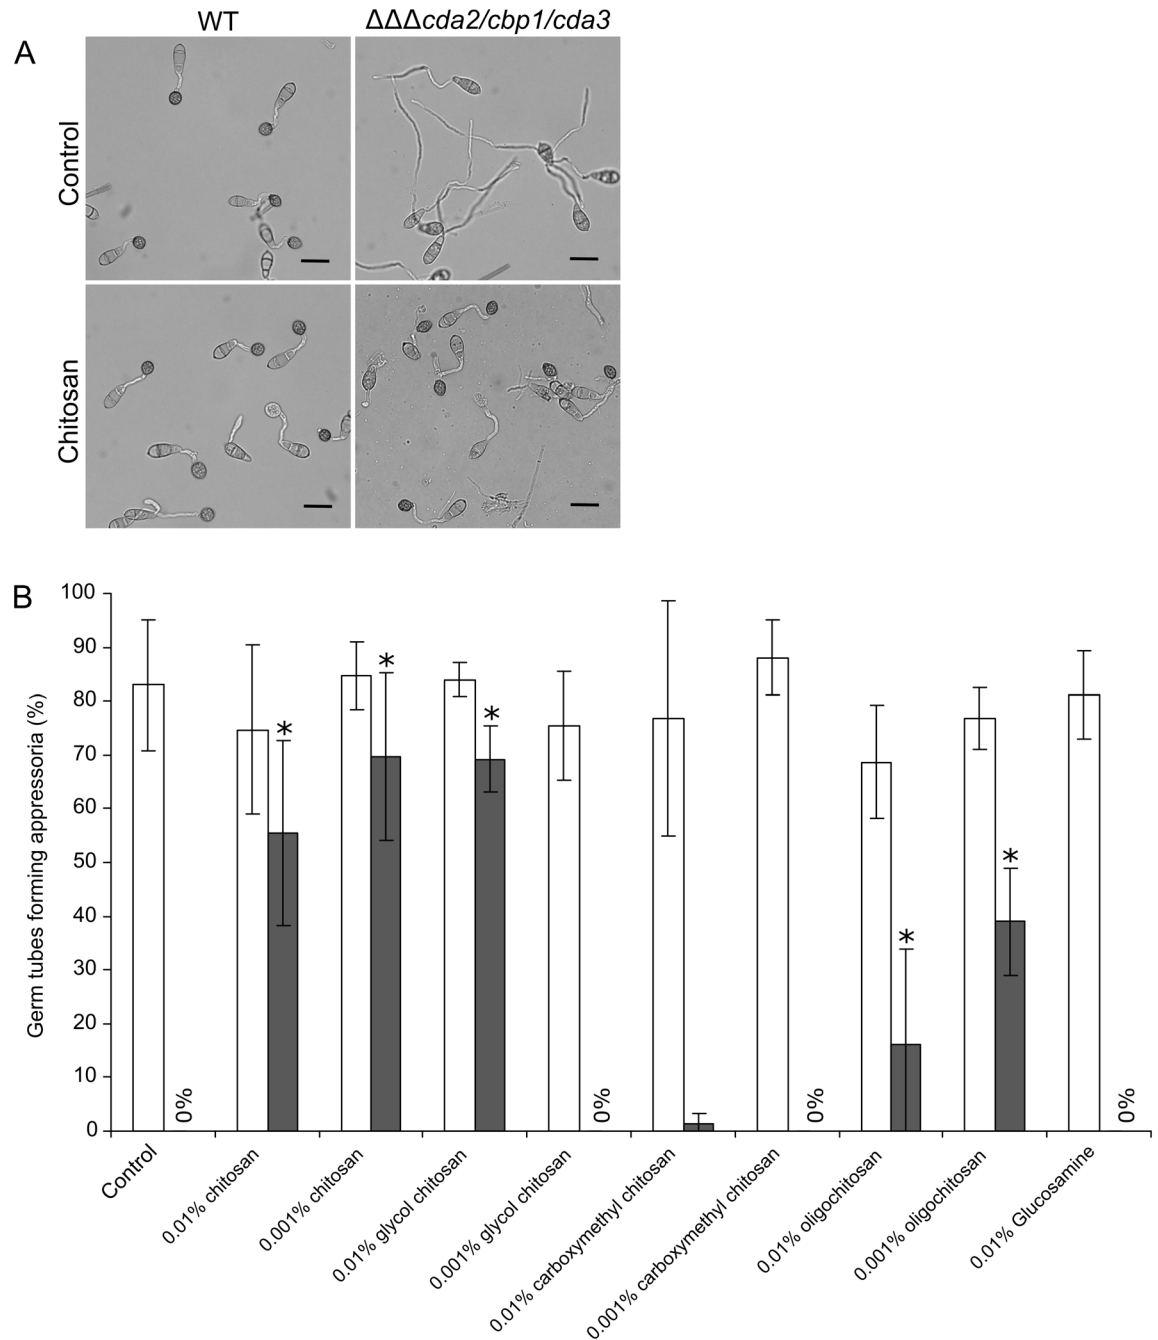 A
WT
ΔΔΔcda2/cbp1/cda3
Control
Chitosan
B
Germ tubes forming appressoria (%)
100
90
80
70
60
50
40
30
20
10
0
0%
*
*
*
0%
0%
*
*
0%
Control
0.01% chitosan
0.001% chitosan
0.01% glycol chitosan
0.001% glycol chitosan
0.01% carboxymethyl chitosan
0.001% carboxymethyl chitosan
0.01% oligochitosan
0.001% oligochitosan
0.01% Glucosamine